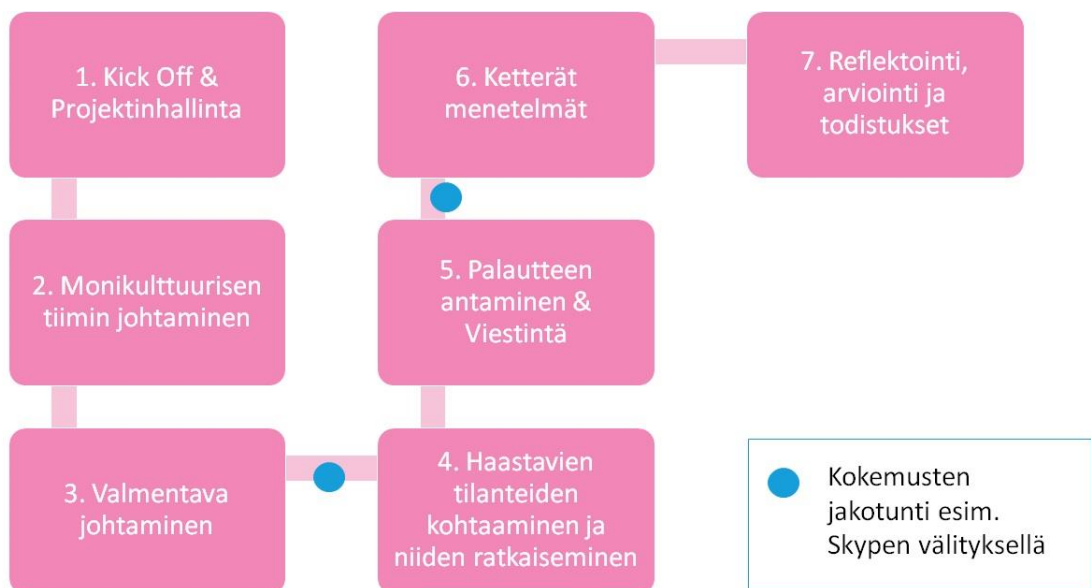 1. Kick Off &
Projektinhallinta
2. Monikulttuurisen
tiimin johtaminen
3. Valmentava
johtaminen
4. Haastavien
tilanteiden
kohtaaminen ja
niiden ratkaiseminen
5. Palautteen
antaminen &
Viestintä
6. Ketterät
menetelmät
7. Reflektointi,
arviointi ja
todistukset
Kokemusten
jakotunti esim.
Skypen välityksellä